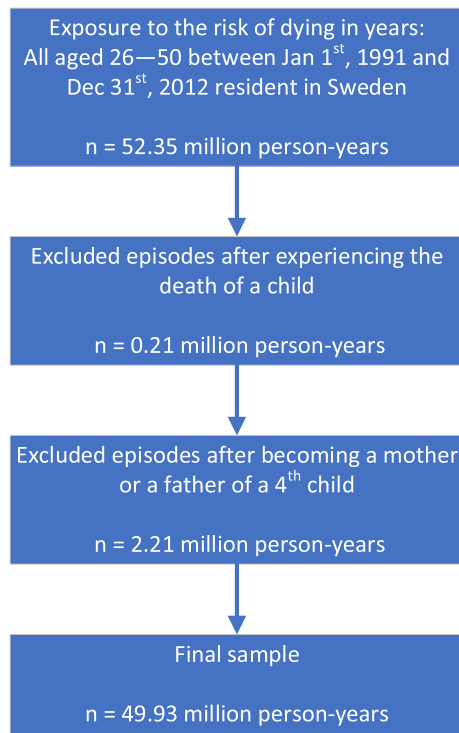 Exposure to the risk of dying in years:
All aged 26—50 between Jan 1st, 1991 and
Dec 31st, 2012 resident in Sweden
n = 52.35 million person-years
Excluded episodes after experiencing the
death of a child
n = 0.21 million person-years
Excluded episodes after becoming a mother
or a father of a 4th child
n = 2.21 million person-years
Final sample
n = 49.93 million person-years